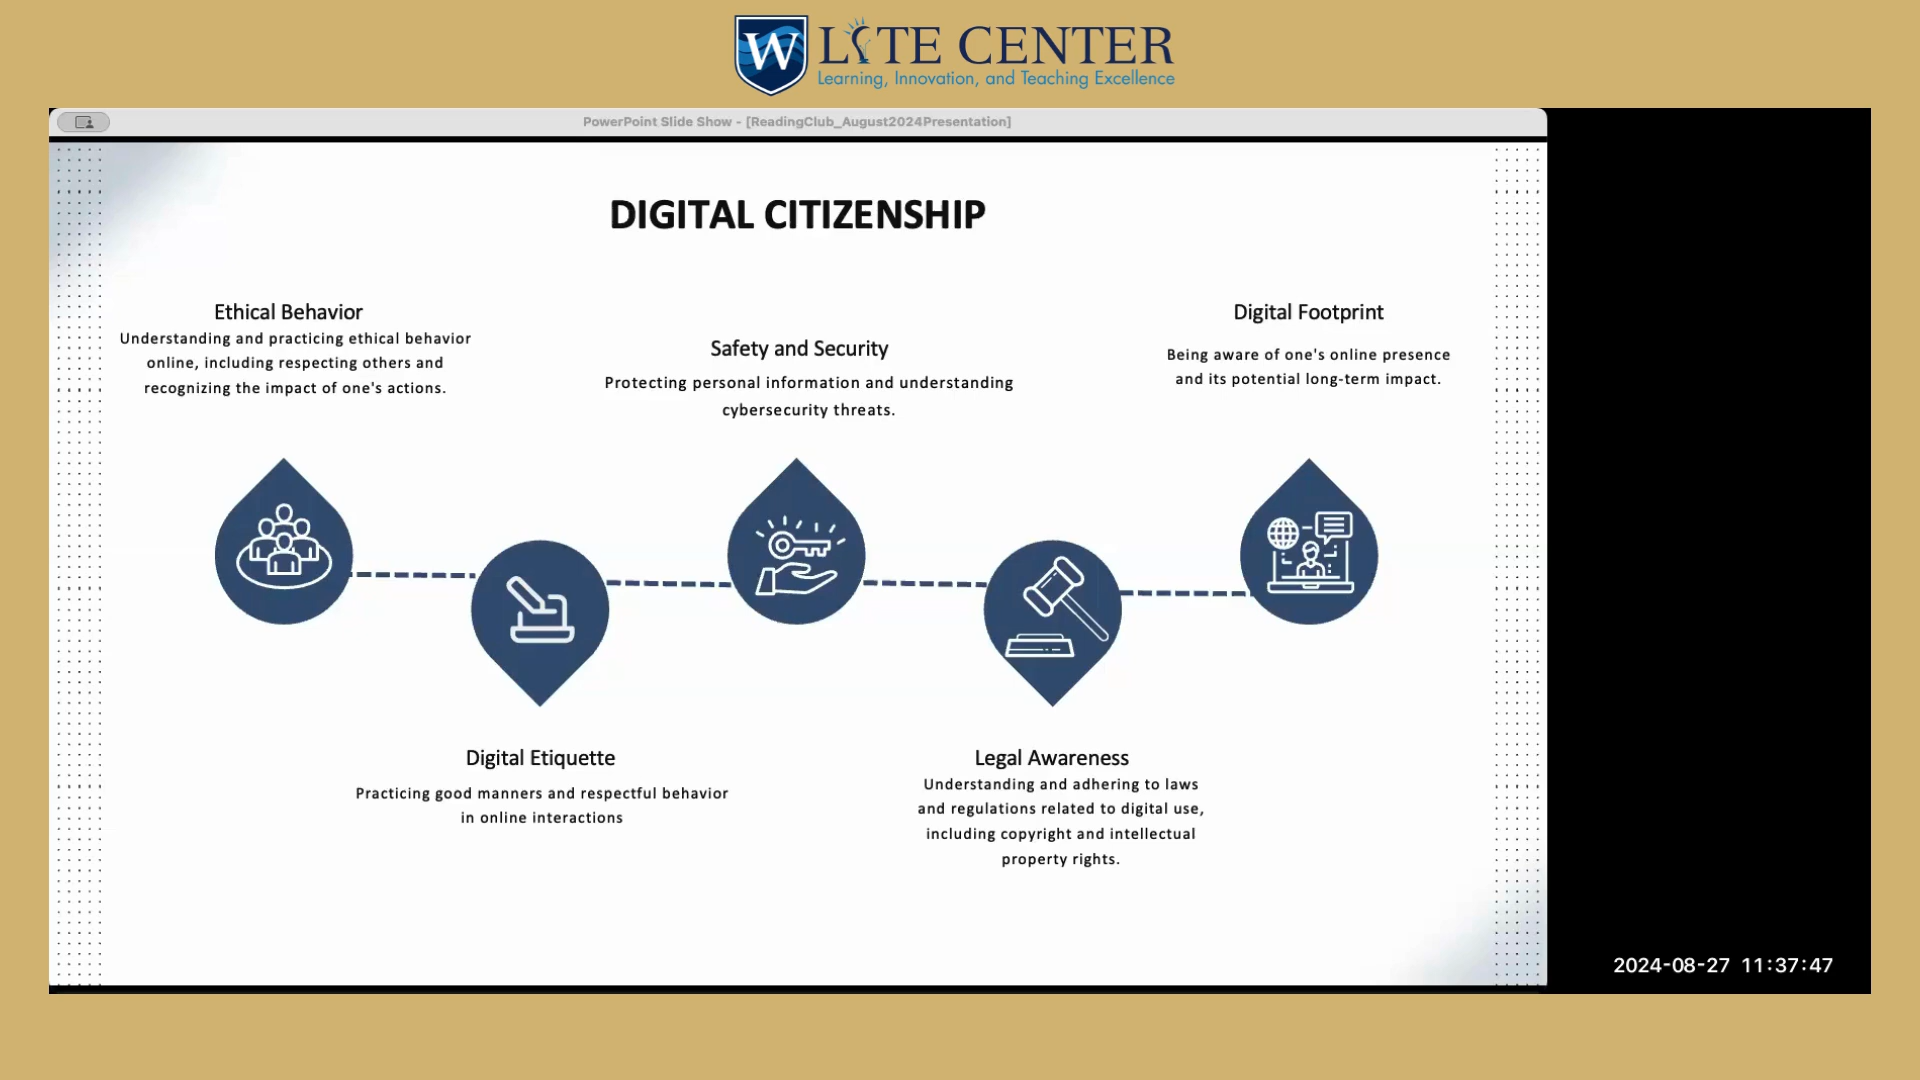 W LITE CENTER
Learning, Innovation, and Teaching Excellence
PowerPoint Slide Show - [ReadingClub_August2024Presentation]
DIGITAL CITIZENSHIP
Ethical Behavior
Understanding and practicing ethical behavior
online, including respecting others and
recognizing the impact of one's actions.
Safety and Security
Protecting personal information and understanding
cybersecurity threats.
Digital Footprint
Being aware of one's online presence
and its potential long-term impact.
Digital Etiquette
Practicing good manners and respectful behavior
in online interactions
Legal Awareness
Understanding and adhering to laws
and regulations related to digital use,
including copyright and intellectual
property rights.
2024-08-27 11:37:47